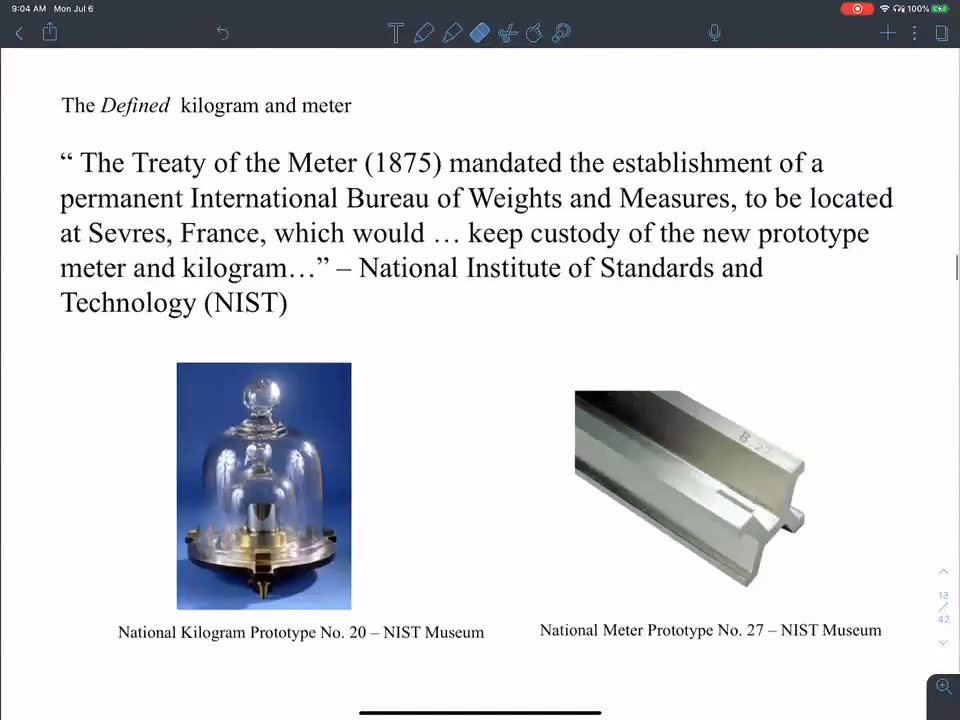 9:04 AM Mon Jul 6
100%
The Defined kilogram and meter
“ The Treaty of the Meter (1875) mandated the establishment of a
permanent International Bureau of Weights and Measures, to be located
at Sevres, France, which would … keep custody of the new prototype
meter and kilogram…” – National Institute of Standards and
Technology (NIST)
National Kilogram Prototype No. 20 – NIST Museum
National Meter Prototype No. 27 – NIST Museum
13
42